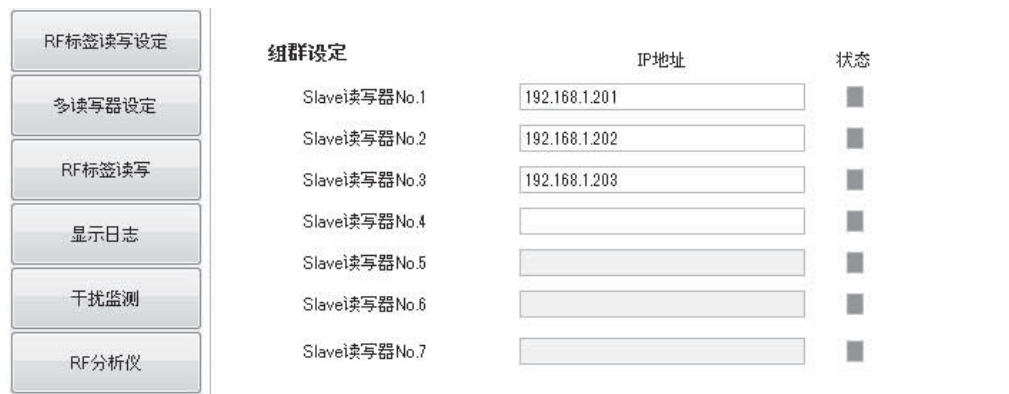 RF标签读写设定
多读写器设定
RF标签读写
显示日志
干扰监测
RF分析仪
组群设定
IP地址 状态
Slave读写器No.1 192.168.1.201
Slave读写器No.2 192.168.1.202
Slave读写器No.3 192.168.1.203
Slave读写器No.4
Slave读写器No.5
Slave读写器No.6
Slave读写器No.7